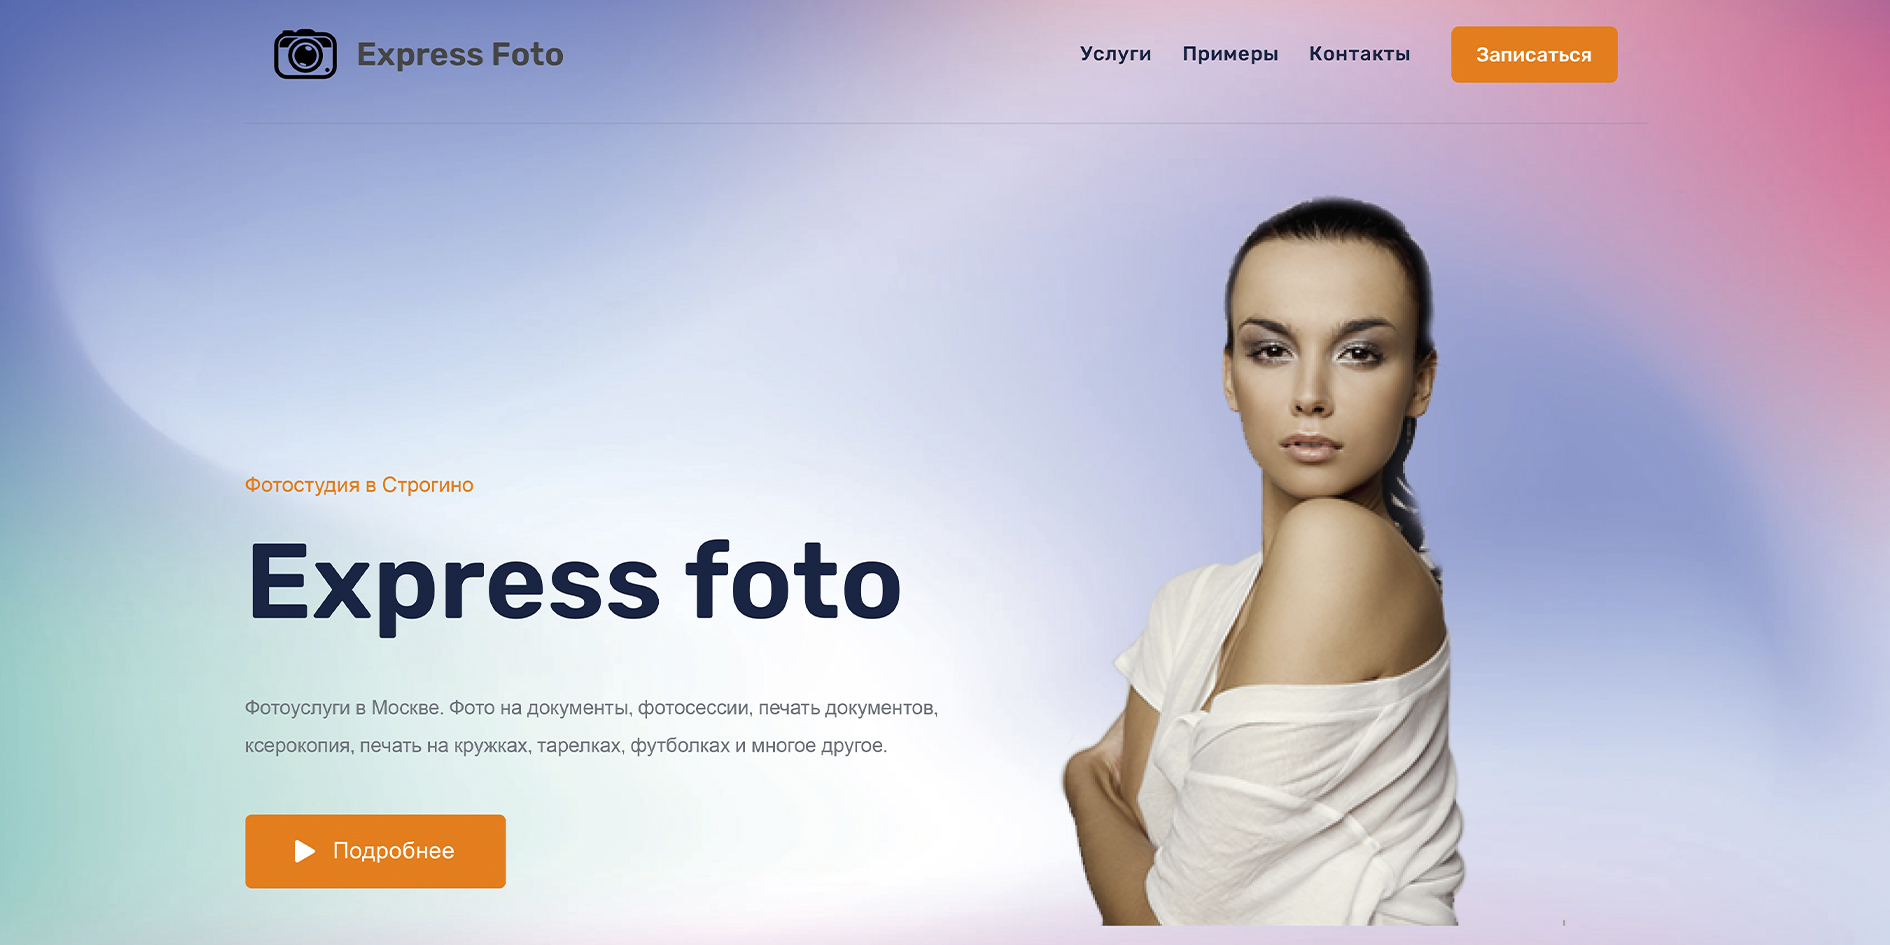 Express Foto
Услуги Примеры Контакты Записаться
Фотостудия в Строгино
Express foto
Фотоуслуги в Москве. Фото на документы, фотосессии, печать документов,
ксерокопия, печать на кружках, тарелках, футболках и многое другое.
Подробнее